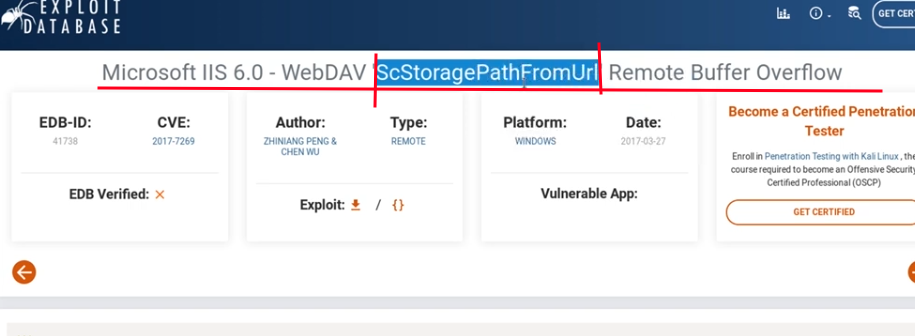 EXPLOIT
DATABASE
GET CERT
Microsoft IIS 6.0 - WebDAV 'ScStoragePathFromUrl' Remote Buffer Overflow
EDB-ID:
41738
CVE:
2017-7269
EDB Verified: ×
Author:
ZHINIANG PENG &
CHEN WU
Type:
REMOTE
Exploit: / {}
Platform:
WINDOWS
Date:
2017-03-27
Vulnerable App:
Become a Certified Penetration
Tester
Enroll in Penetration Testing with Kali Linux , the
course required to become an Offensive Security
Certified Professional (OSCP)
GET CERTIFIED